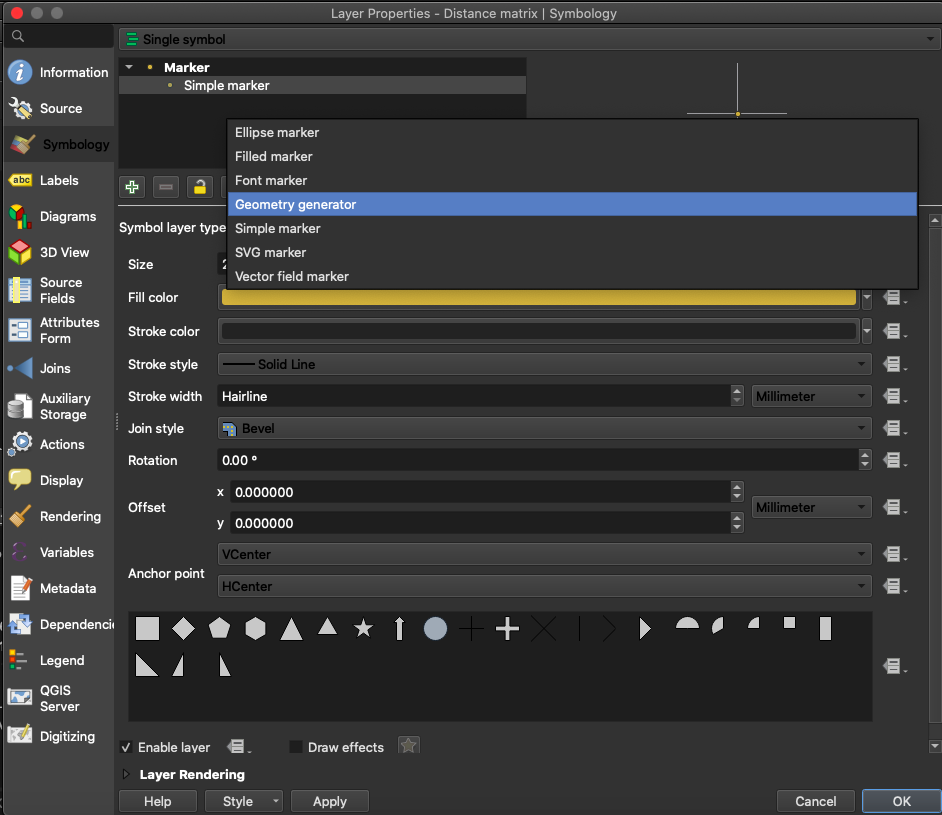 Layer Properties - Distance matrix | Symbology
Single symbol
Information
Source
Symbology
abc Labels
Diagrams
3D View
Source
Fields
Attributes
Form
Joins
Auxiliary
Storage
Actions
Display
Rendering
Variables
Metadata
Dependencie
Legend
QGIS
Server
Digitizing
Marker
Simple marker
Ellipse marker
Filled marker
Font marker
Geometry generator
Simple marker
SVG marker
Vector field marker
Symbol layer type
Size
Fill color
Stroke color
Stroke style Solid Line
Stroke width Hairline Millimeter
Join style Bevel
Rotation 0.00 °
Offset x 0.000000 Millimeter
y 0.000000
Anchor point VCenter
HCenter
Enable layer Draw effects
Layer Rendering
Help Style Apply Cancel OK